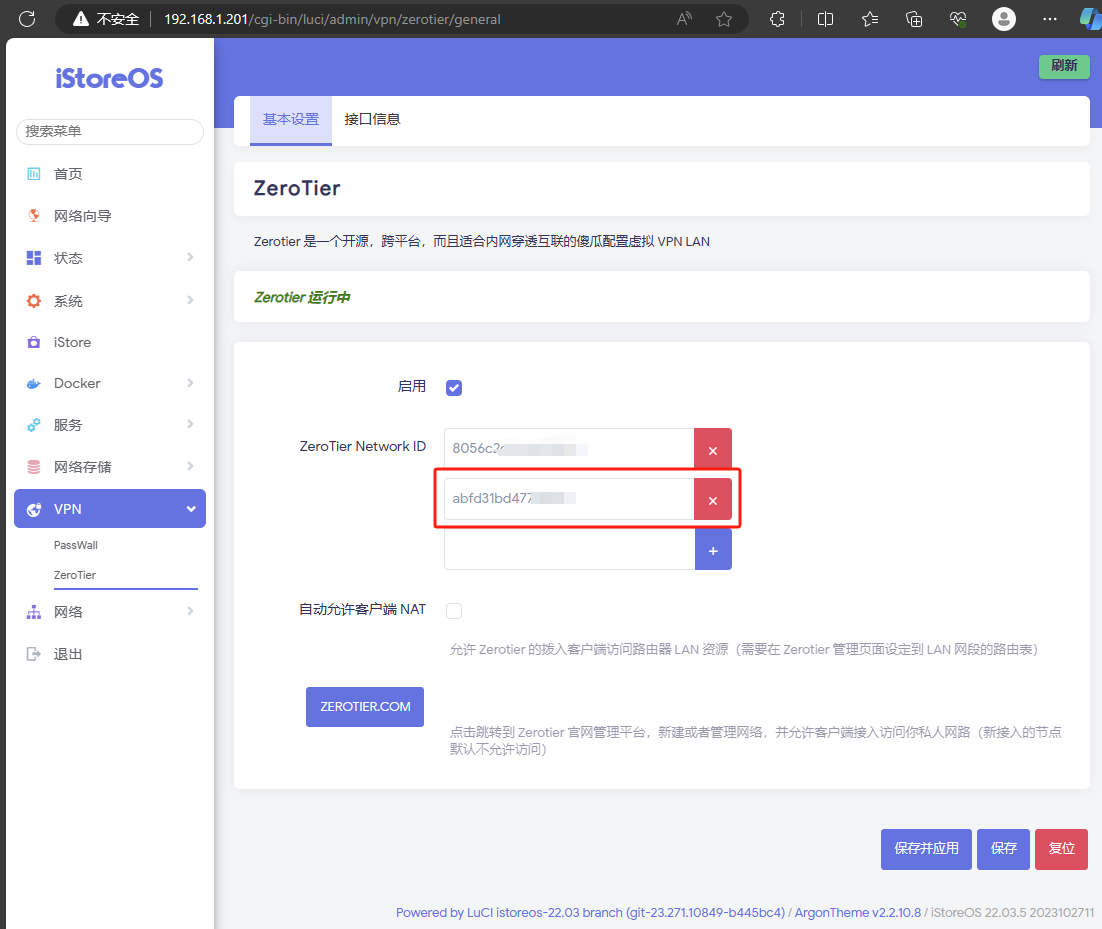 不安全
192.168.1.201/cgi-bin/luci/admin/vpn/zerotier/general
iStoreOS
刷新
搜索菜单
基本设置 接口信息
首页
网络向导
状态
系统
iStore
Docker
服务
网络存储
VPN
PassWall
ZeroTier
网络
退出
ZeroTier
Zerotier 是一个开源，跨平台，而且适合内网穿透互联的傻瓜配置虚拟 VPN LAN
Zerotier 运行中
启用
ZeroTier Network ID
8056c2
abfd31bd477
自动允许客户端 NAT
允许 Zerotier 的拨入客户端访问路由器 LAN 资源（需要在 Zerotier 管理页面设定到 LAN 网段的路由表）
ZEROTIER.COM
点击跳转到 Zerotier 官网管理平台，新建或者管理网络，并允许客户端接入访问你私人网路（新接入的节点
默认不允许访问）
保存并应用 保存 复位
Powered by LuCI istoreos-22.03 branch (git-23.271.10849-b445bc4) / ArgonTheme v2.2.10.8 / iStoreOS 22.03.5 2023102711